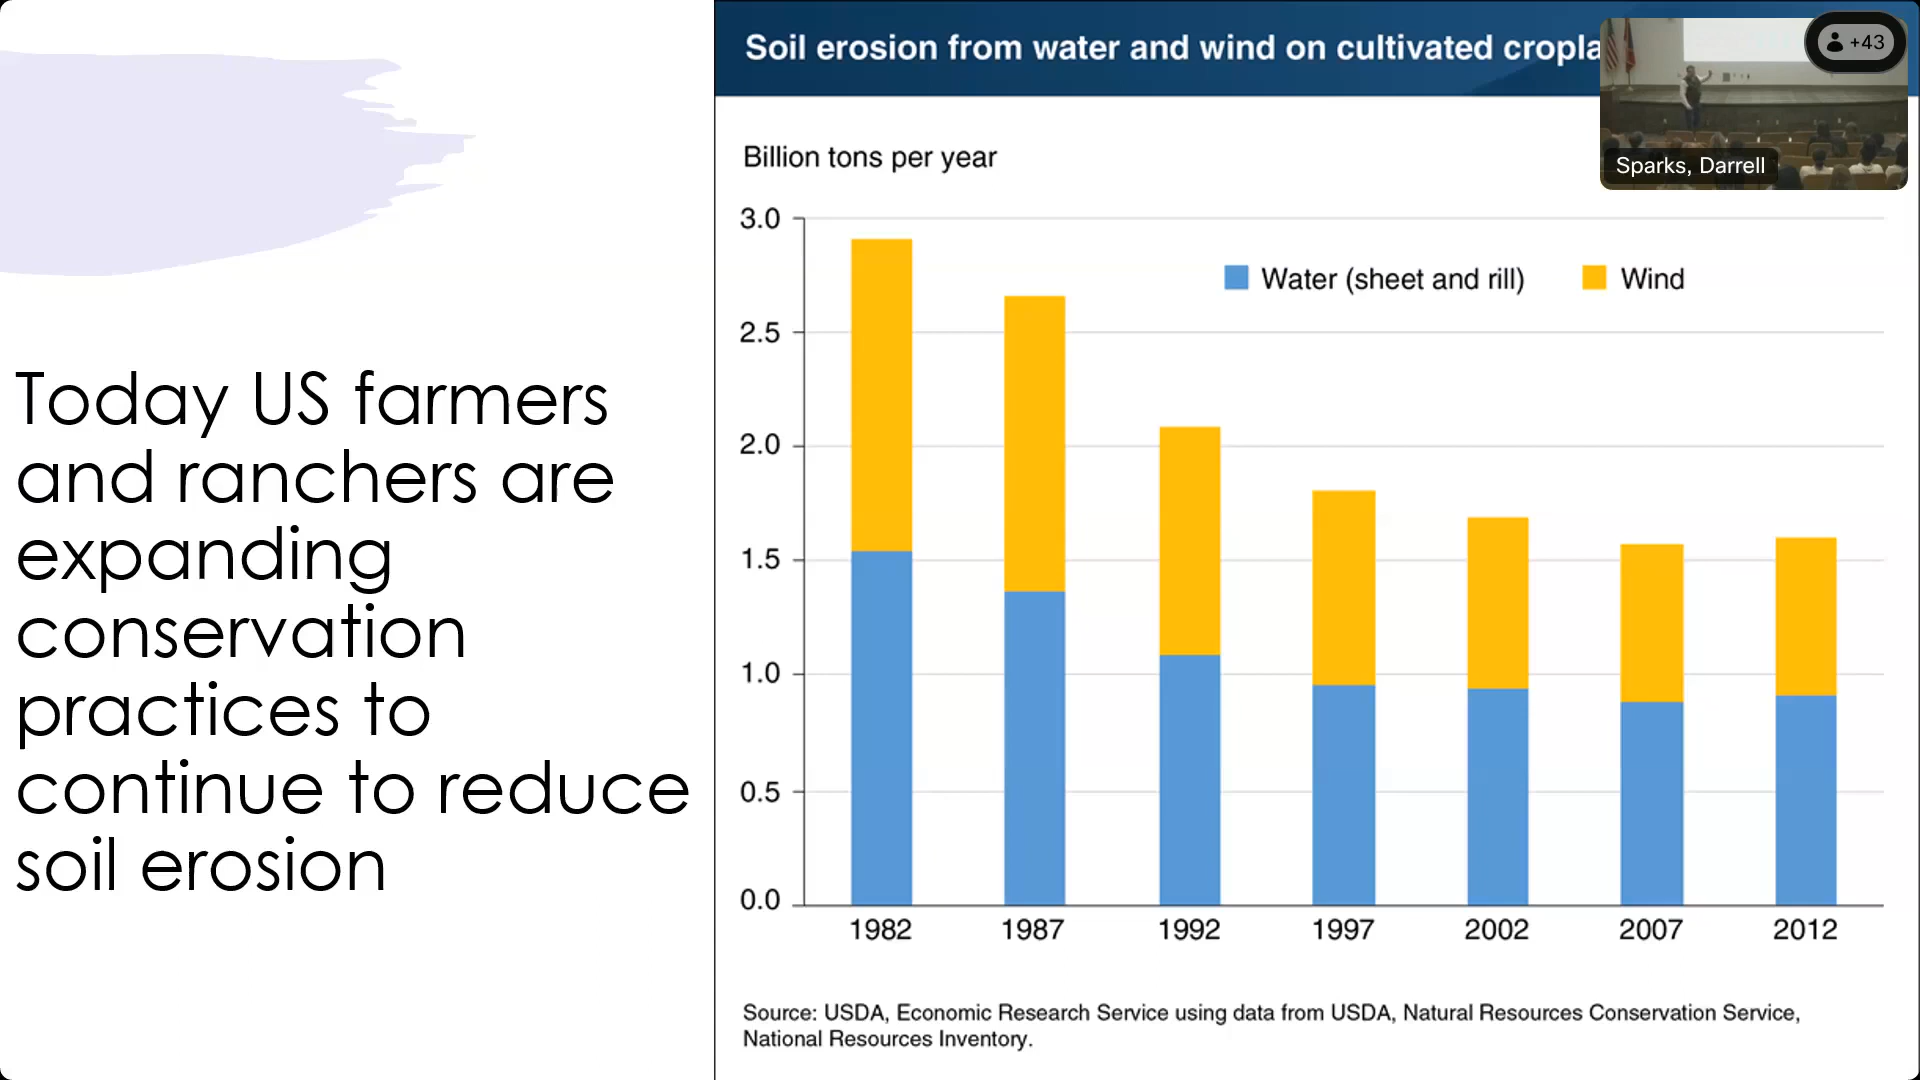 Today US farmers
and ranchers are
expanding
conservation
practices to
continue to reduce
soil erosion
Soil erosion from water and wind on cultivated
+43
Sparks, Darrell
Billion tons per year
Water (sheet and rill)
Wind
3.0
2.5
2.0
1.5
1.0
0.5
0.0
1982 1987 1992 1997 2002 2007 2012
Source: USDA, Economic Research Service using data from USDA, Natural Resources Conservation Service,
National Resources Inventory.